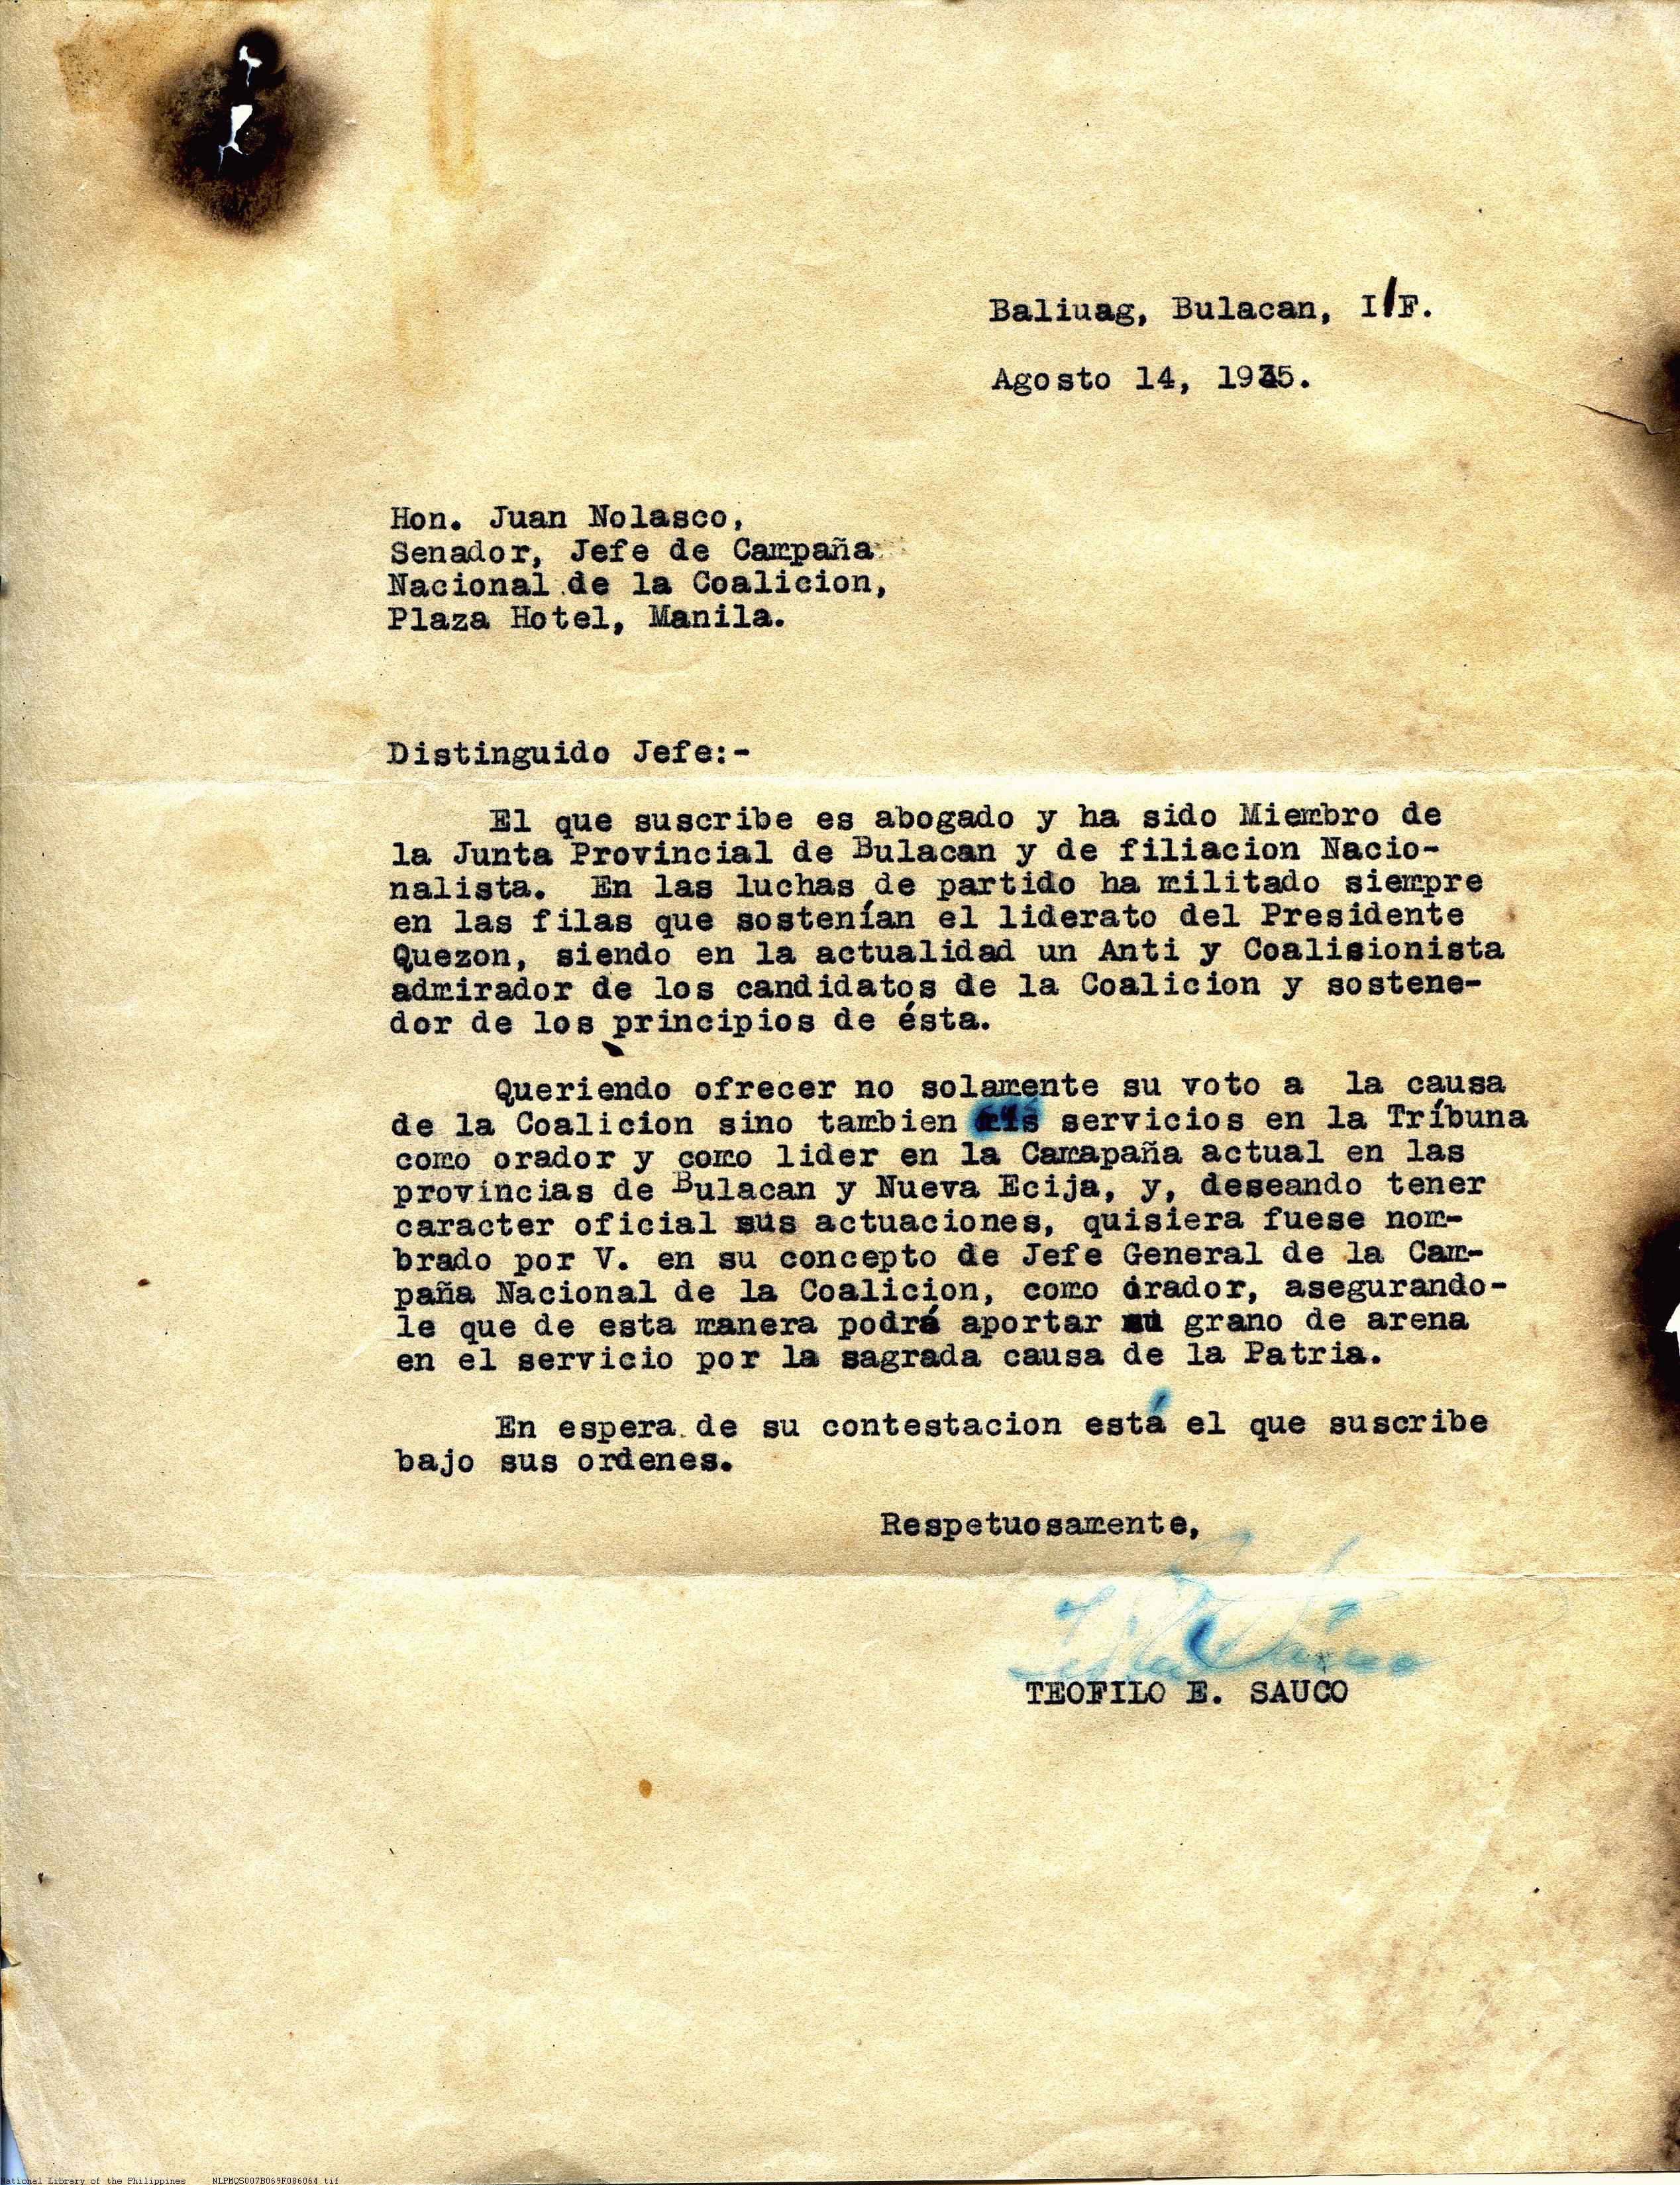 Baliuag, Bulacan, I/F.
Agosto 14, 1935.
Hon. Juan Nolasco,
Senador, Jefe de Campaña
Nacional de la Coalicion,
Plaza Hotel, Manila.
Distinguido Jefe:-
El que suscribe es abogado y ha sido Miembro de
la Junta Provincial de Bulacan y de filiacion Nacio-
nalista. En las luchas de partido ha militado siempre
en las filas que sostenían el liderato del Presidente
Quezon, siendo en la actualidad un Anti y Coalisionista
admirador de los candidatos de la Coalicion y sostene-
dor de los principios de ésta.
Queriendo ofrecer no solamente su voto a la causa
de la Coalicion sino tambien servicios en la Tríbuna
como orador y como lider en la Camapaña actual en las
provincias de Bulacan y Nueva Ecija, y, deseando tener
caracter oficial sus actuaciones, quisiera fuese nom-
brado por V. en su concepto de Jefe General de la Cam-
paña Nacional de la Coalicion, como orador, asegurando-
le que de esta manera podrá aportar su grano de arena
en el servicio por la sagrada causa de la Patria.
En espera de su contestacion está el que suscribe
bajo sus ordenes.
Respetuosamente,
TEOFILO E. SAUCO
National Library of the Philippines NLPMQS007B069F086064.tif